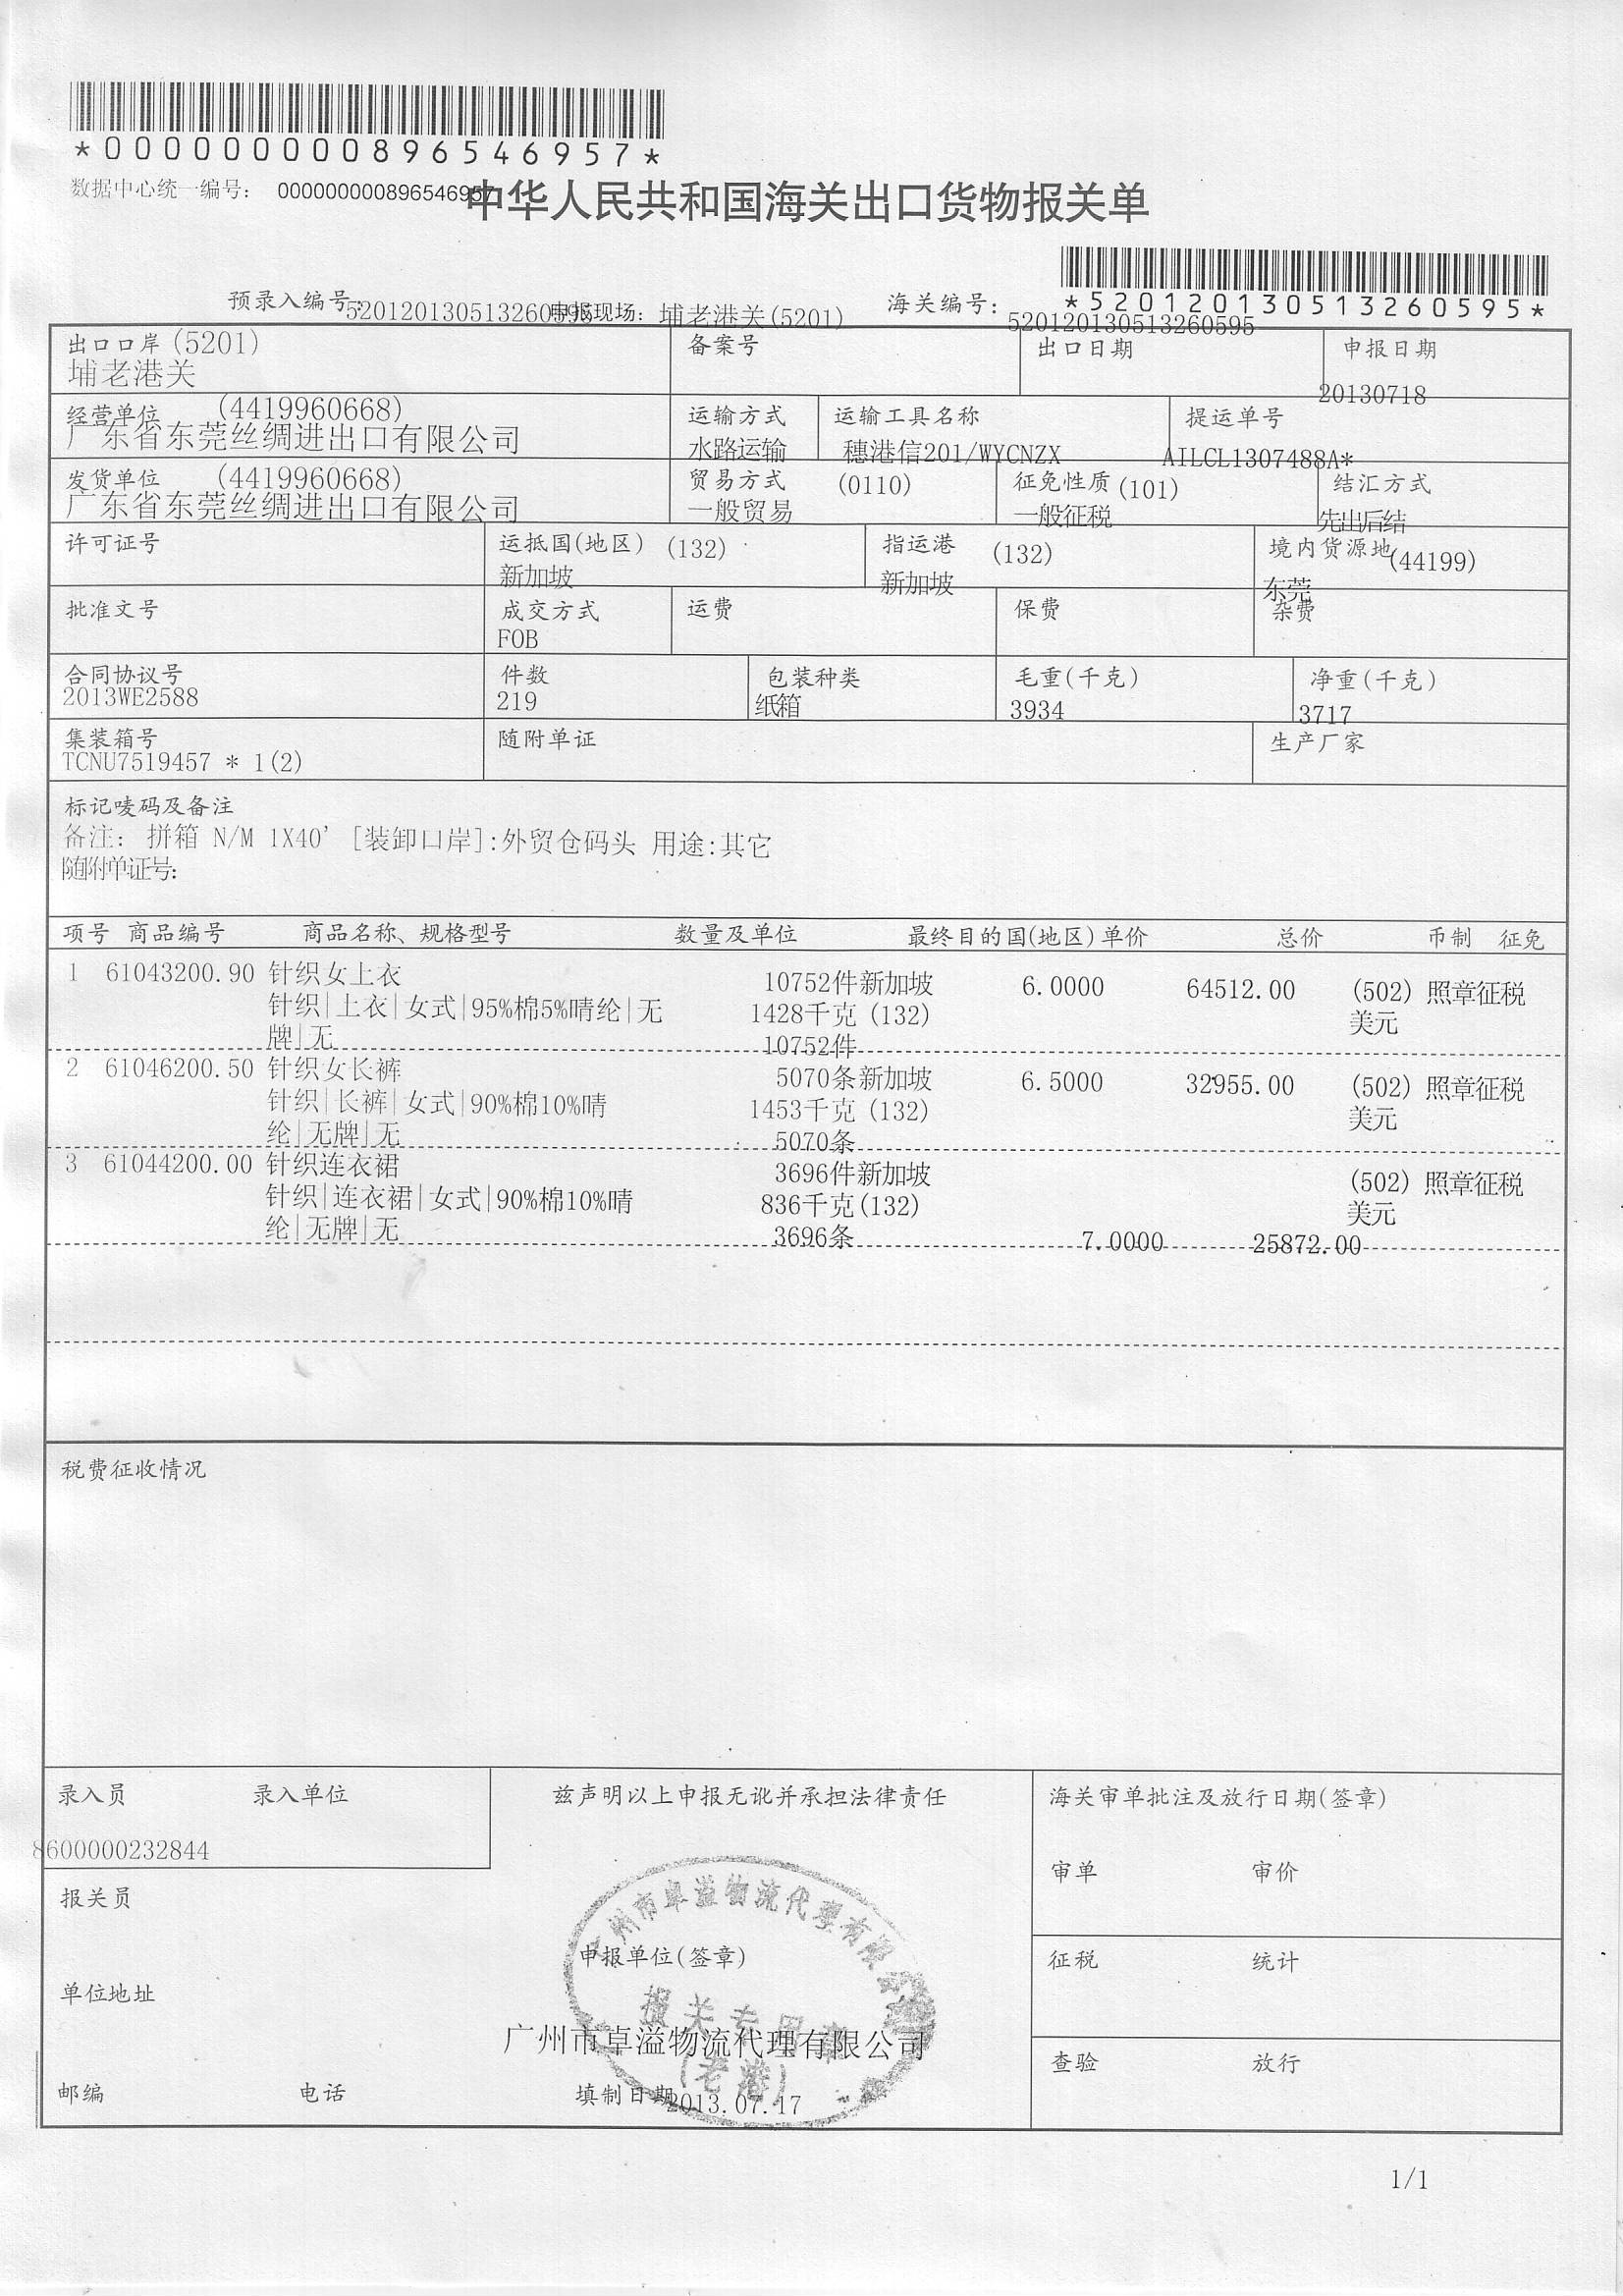 *000000000896546957*
数据中心统一编号： 000000000896546957
中华人民共和国海关出口货物报关单
*520120130513260595*
预录入编号： 520120130513260595 申报现场： 埔老港关(5201) 海关编号： 520120130513260595
出口口岸 (5201) 备案号 出口日期 申报日期
埔老港关 20130718
经营单位 (4419960668) 运输方式 运输工具名称 提运单号
广东省东莞丝绸进出口有限公司 水路运输 穗港信201/WYCNZX AILCL1307488A*
发货单位 (4419960668) 贸易方式 (0110) 征免性质 (101) 结汇方式
广东省东莞丝绸进出口有限公司 一般贸易 一般征税 先出后结
许可证号 运抵国(地区) (132) 指运港 (132) 境内货源地 (44199)
新加坡 新加坡 东莞
批准文号 成交方式 运费 保费 杂费
FOB
合同协议号 件数 包装种类 毛重(千克) 净重(千克)
2013WE2588 219 纸箱 3934 3717
集装箱号 随附单证 生产厂家
TCNU7519457 * 1(2)
标记唛码及备注
备注: 拼箱 N/M 1X40' [装卸口岸]:外贸仓码头 用途:其它
随附单证号:
项号 商品编号 商品名称、规格型号 数量及单位 最终目的国(地区) 单价 总价 币制 征免
1 61043200.90 针织女上衣 10752件新加坡 6.0000 64512.00 (502) 照章征税
针织|上衣|女式|95%棉5%晴纶|无 1428千克 (132) 美元
牌|无 10752件
2 61046200.50 针织女长裤 5070条新加坡 6.5000 32955.00 (502) 照章征税
针织|长裤|女式|90%棉10%晴 1453千克 (132) 美元
纶|无牌|无 5070条
3 61044200.00 针织连衣裙 3696件新加坡 (502) 照章征税
针织|连衣裙|女式|90%棉10%晴 836千克(132) 美元
纶|无牌|无 3696条 7.0000 25872.00
税费征收情况
录入员 录入单位 兹声明以上申报无讹并承担法律责任 海关审单批注及放行日期(签章)
8600000232844
审单 审价
报关员
广州市卓溢物流代理有限公司
申报单位(签章) 征税 统计
单位地址
报关专用章
广州市卓溢物流代理有限公司
(老港)
查验 放行
邮编 电话 填制日期 2013.07.17
1/1